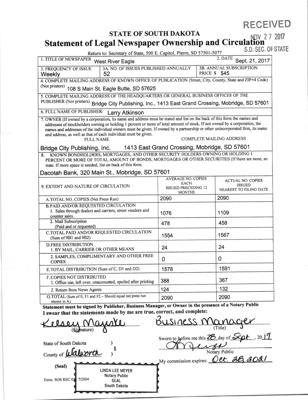 RECEIVED
NOV 27 2017
S.D. SEC. OF STATE
STATE OF SOUTH DAKOTA
Statement of Legal Newspaper Ownership and Circulation
Return to: Secretary of State, 500 E. Capitol, Pierre, SD 57501-5077
1. TITLE OF NEWSPAPER West River Eagle
2. DATE Sept. 21, 2017
3. FREQUENCY OF ISSUE Weekly
3A. NO. OF ISSUES PUBLISHED ANNUALLY 52
3B. ANNUAL SUBSCRIPTION PRICE $ $45
4. COMPLETE MAILING ADDRESS OF KNOWN OFFICE OF PUBLICATION (Street, City, County, State and ZIP+4 Code)
(Not printers) 108 S Main St. Eagle Butte, SD 57625
5. COMPLETE MAILING ADDRESS OF THE HEADQUARTERS OR GENERAL BUSINESS OFFICES OF THE
PUBLISHER (Not printers) Bridge City Publishing, Inc., 1413 East Grand Crossing, Mobridge, SD 57601
6. FULL NAME OF PUBLISHER: Larry Atkinson
7. OWNER (If owned by a corporation, its name and address must be stated and list on the back of this form the names and
addresses of stockholders owning or holding 1 percent or more of total amount of stock. If not owned by a corporation, the
names and addresses of the individual owners must be given. If owned by a partnership or other unincorporated firm, its name
and address, as well as that of each individual must be given.
FULL NAME COMPLETE MAILING ADDRESS
Bridge City Publishing, Inc. 1413 East Grand Crossing, Mobridge, SD 57601
8. KNOWN BONDHOLDERS, MORTGAGEES, AND OTHER SECURITY HOLDERS OWNING OR HOLDING 1
PERCENT OR MORE OF TOTAL AMOUNT OF BONDS, MORTGAGES OR OTHER SECURITIES (If there are none, so
state. If more space is needed, list on back of this form.
Dacotah Bank, 320 Main St., Mobridge, SD 57601
9. EXTENT AND NATURE OF CIRCULATION
AVERAGE NO. COPIES EACH ISSUED PRECEDING 12 MONTHS
ACTUAL NO. COPIES ISSUED NEAREST TO FILING DATE
A. TOTAL NO. COPIES (Net Press Run) 2090 2090
B. PAID AND/OR REQUESTED CIRCULATION
1. Sales through dealers and carriers, street vendors and
counter sales. 1076 1109
2. Mail Subscription
(Paid and or requested) 478 458
C. TOTAL PAID AND/OR REQUESTED CIRCULATION
(Sum of 9B1 and 9B2) 1554 1567
D. FREE DISTRIBUTION
1. BY MAIL, CARRIER OR OTHER MEANS 24 24
2. SAMPLES, COMPLIMENTARY AND OTHER FREE
COPIES 0 0
E. TOTAL DISTRIBUTION (Sum of C, D1 and D2) 1578 1591
F. COPIES NOT DISTRIBUTED
1. Office use, left over, unaccounted, spoiled after printing 388 367
2. Return from News Agents 124 132
G. TOTAL (Sum of E, F1 and F2 - Should equal net press run 2090 2090
Statement must be signed by Publisher, Business Manager, or Owner in the presence of a Notary Public
I swear that the statements made by me are true, correct, and complete:
Business Manager
(Signature) (Title)
State of South Dakota )
County of Walworth )
Sworn to before me this 28 day of Sept., 2017
Notary Public
(Seal)
My commission expires: Oct. 28, 2021
LINDA LEE MEYER
Notary Public
SEAL
South Dakota
Form: SOS REC 7/2004